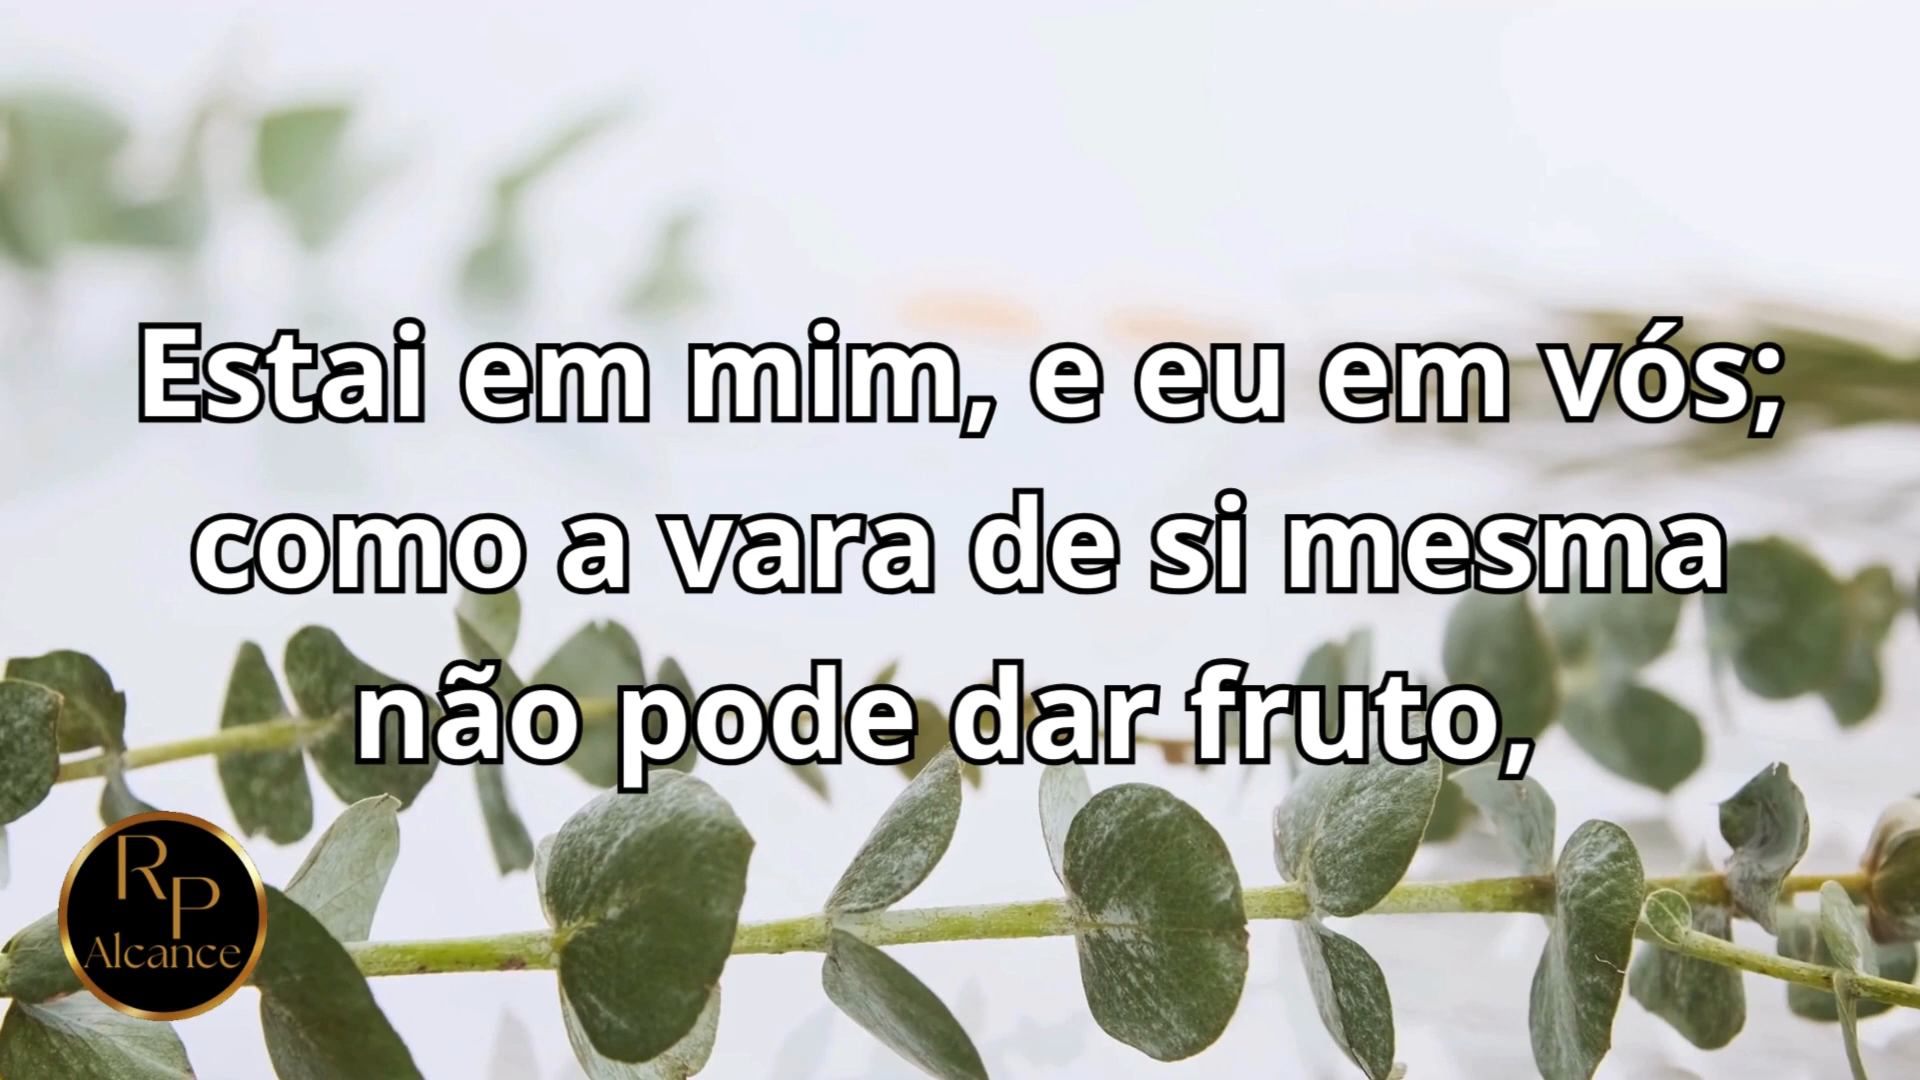 Estai em mim, e eu em vós;
como a vara de si mesma
não pode dar fruto,
RP
Alcance